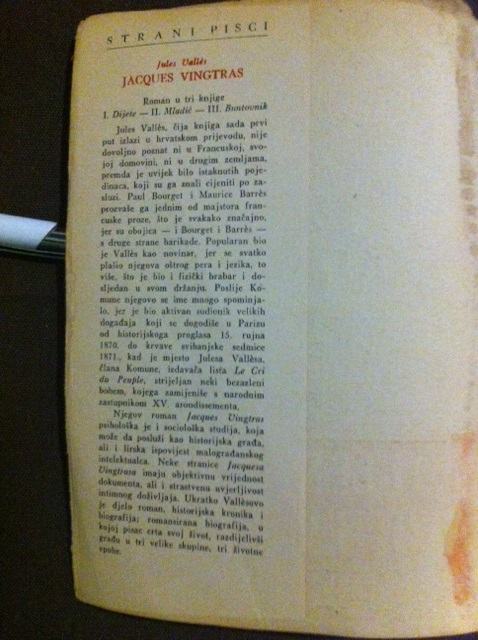 STRANI PISCI
Jules Vallès
JACQUES VINGTRAS
Roman u tri knjige
I. Dijete — II. Mladić — III. Buntovnik
Jules Vallès, čija knjiga sada prvi
put izlazi u hrvatskom prijevodu, nije
dovoljno poznat ni u Francuskoj, svo-
joj domovini, ni u drugim zemljama,
premda je uvijek bilo istaknutih poje-
dinaca, koji su ga znali cijeniti po za-
sluzi. Paul Bourget i Maurice Barrès
prozvaše ga jednim od majstora fran-
cuske proze, što je svakako značajno,
jer su obojica — i Bourget i Barrès —
s druge strane barikade. Popularan bio
je Vallès kao novinar, jer se svatko
plašio njegova oštrog pera i jezika, to
više, što je bio i fizički hrabar i do-
sljedan u svom držanju. Poslije Ko-
mune njegovo se ime mnogo spominja-
lo, jer je bio aktivan sudionik velikih
događaja koji se dogodiše u Parizu
od historijskoga proglasa 15. rujna
1870. do krvave svibanjske sedmice
1871., kad je mjesto Julesa Vallèsa,
člana Komune, izdavača lista Le Cri
du Peuple, strijeljan neki bezazleni
bohem, kojega zamijeniše s narodnim
zastupnikom XV. arondissementa.
Njegov roman Jacques Vingtras
psihološka je i sociološka studija, koja
može da posluži kao historijska građa,
ali i lirska ispovijest malograđanskog
intelektualca. Neke stranice Jacquesa
Vingtrasa imaju objektivnu vrijednost
dokumenta, ali i strastvenu uvjerljivost
intimnog doživljaja. Ukratko Vallèsovo
je djelo roman, historijska kronika i
biografija; romansirana biografija, u
kojoj pisac crta svoj život, razdijelivši
građu u tri velike skupine, tri životne
epohe.